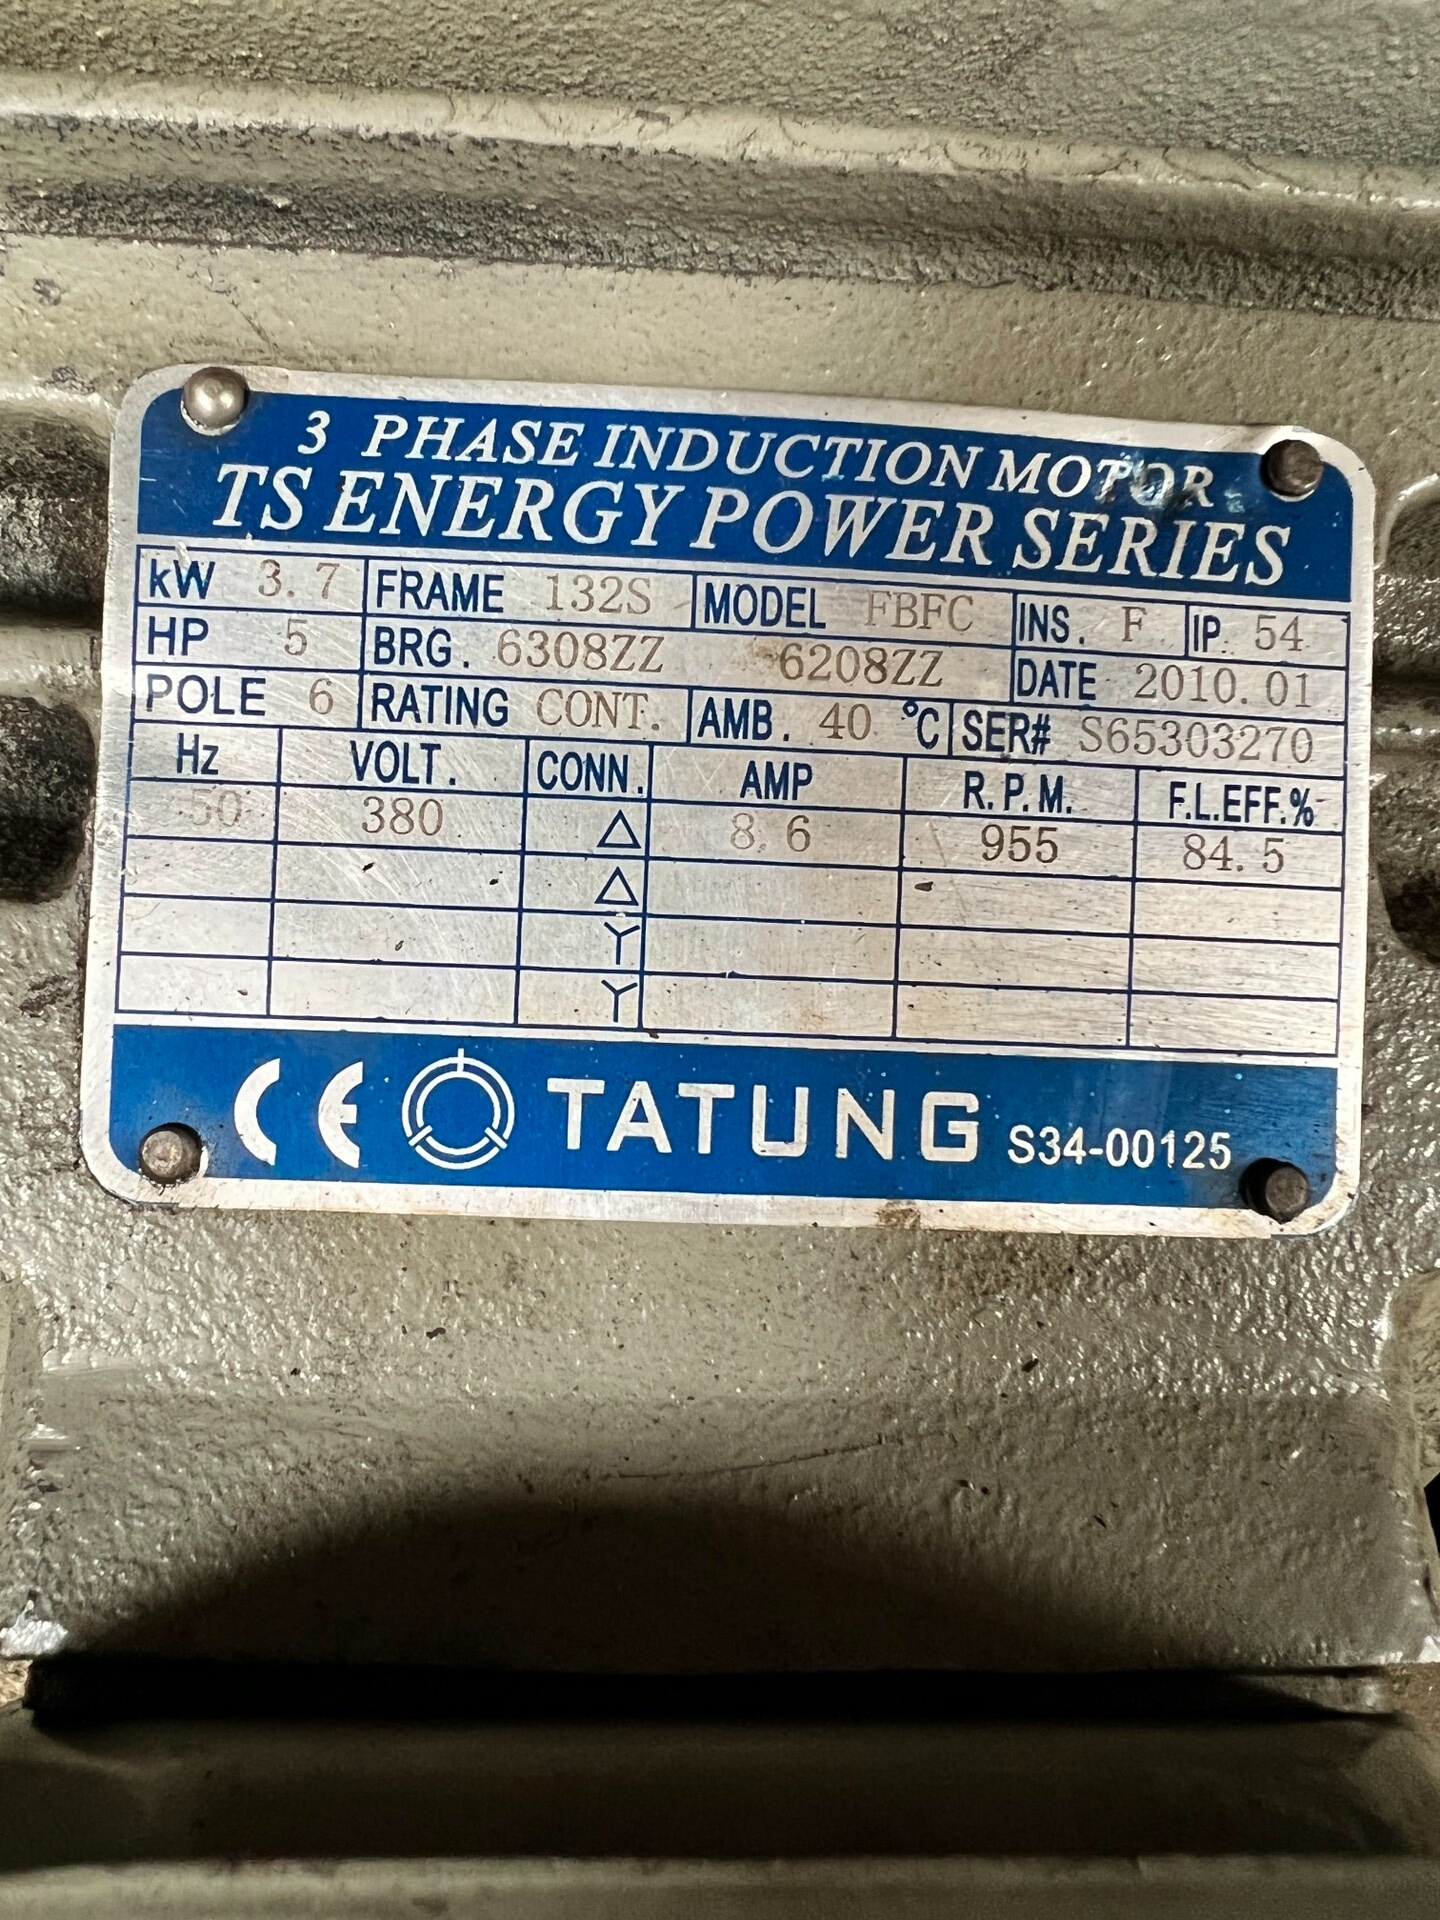 3 PHASE INDUCTION MOTOR
TS ENERGY POWER SERIES
kW 3.7 FRAME 132S MODEL FBFC INS. F IP 54
HP 5 BRG. 6308ZZ 6208ZZ DATE 2010.01
POLE 6 RATING CONT. AMB. 40 °C SER# S65303270
Hz VOLT. CONN. AMP R.P.M. F.L.EFF.%
50 380 △ 8.6 955 84.5
△
Y
Y
CE TATUNG S34-00125